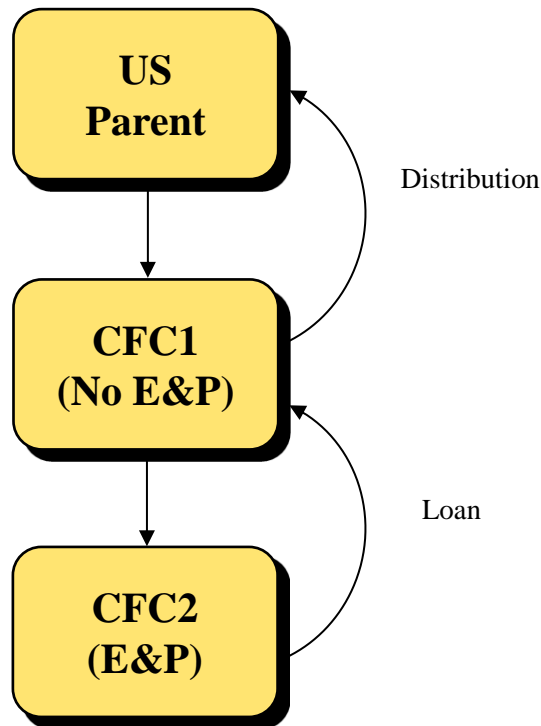 US
Parent
Distribution
CFC1
(No E&P)
Loan
CFC2
(E&P)